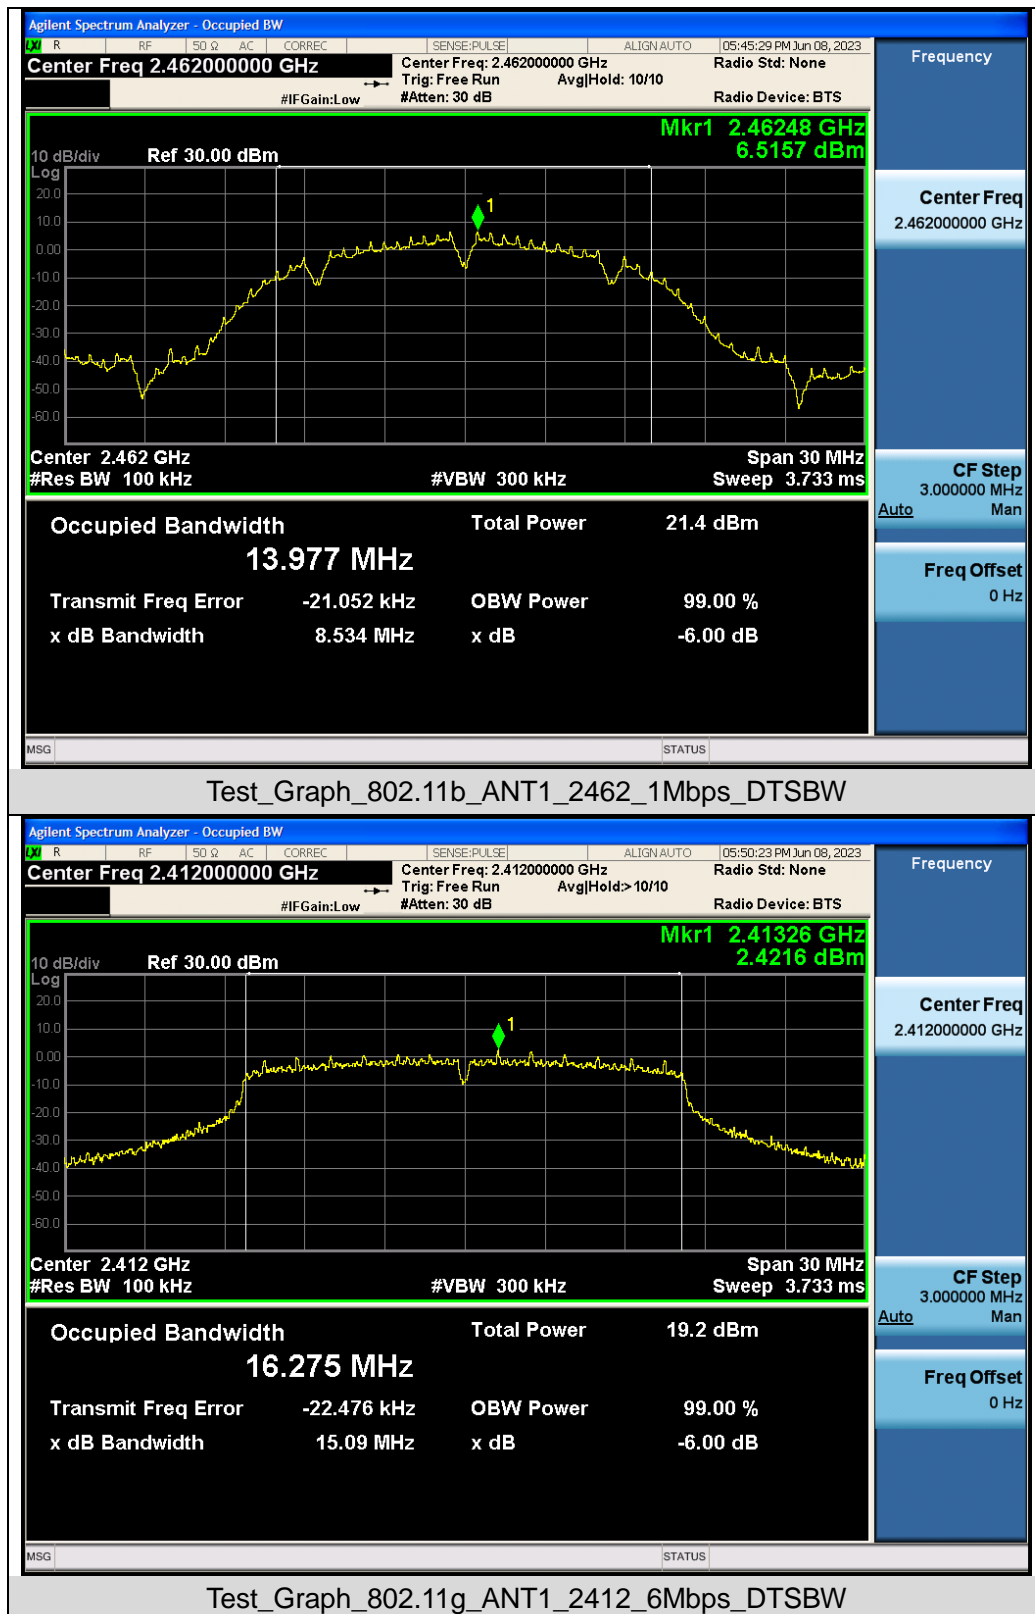 Agilent Spectrum Analyzer - Occupied BW
LXI R RF 50 Ω AC CORREC SENSE:PULSE ALIGN AUTO 05:45:29 PM Jun 08, 2023
Center Freq 2.462000000 GHz
Center Freq: 2.462000000 GHz Radio Std: None
Trig: Free Run Avg|Hold: 10/10
#IFGain:Low #Atten: 30 dB Radio Device: BTS
Frequency
Mkr1 2.46248 GHz
6.5157 dBm
10 dB/div Ref 30.00 dBm
Log
20.0
10.0
0.00
-10.0
-20.0
-30.0
-40.0
-50.0
-60.0
1
Center Freq
2.462000000 GHz
Center 2.462 GHz Span 30 MHz
#Res BW 100 kHz #VBW 300 kHz Sweep 3.733 ms
CF Step
3.000000 MHz
Auto Man
Occupied Bandwidth Total Power 21.4 dBm
13.977 MHz
Freq Offset
0 Hz
Transmit Freq Error -21.052 kHz OBW Power 99.00 %
x dB Bandwidth 8.534 MHz x dB -6.00 dB
MSG STATUS
Test_Graph_802.11b_ANT1_2462_1Mbps_DTSBW
Agilent Spectrum Analyzer - Occupied BW
LXI R RF 50 Ω AC CORREC SENSE:PULSE ALIGN AUTO 05:50:23 PM Jun 08, 2023
Center Freq 2.412000000 GHz
Center Freq: 2.412000000 GHz Radio Std: None
Trig: Free Run Avg|Hold:> 10/10
#IFGain:Low #Atten: 30 dB Radio Device: BTS
Frequency
Mkr1 2.41326 GHz
2.4216 dBm
10 dB/div Ref 30.00 dBm
Log
20.0
10.0
0.00
-10.0
-20.0
-30.0
-40.0
-50.0
-60.0
1
Center Freq
2.412000000 GHz
Center 2.412 GHz Span 30 MHz
#Res BW 100 kHz #VBW 300 kHz Sweep 3.733 ms
CF Step
3.000000 MHz
Auto Man
Occupied Bandwidth Total Power 19.2 dBm
16.275 MHz
Freq Offset
0 Hz
Transmit Freq Error -22.476 kHz OBW Power 99.00 %
x dB Bandwidth 15.09 MHz x dB -6.00 dB
MSG STATUS
Test_Graph_802.11g_ANT1_2412_6Mbps_DTSBW